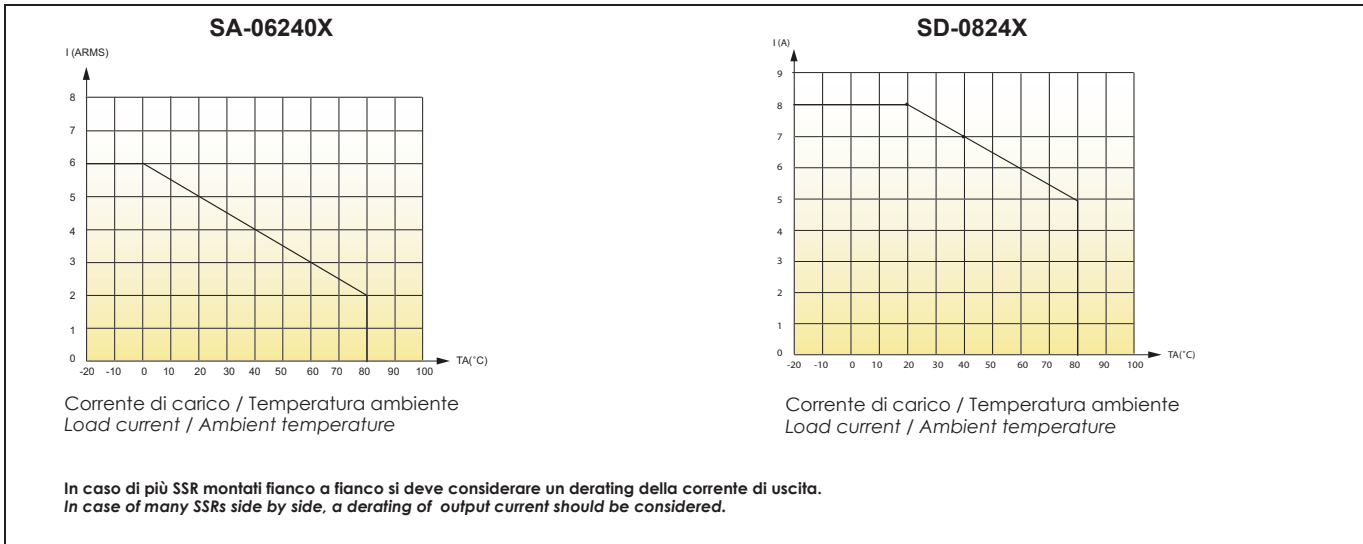 SA-06240X
I (ARMS)
8
7
6
5
4
3
2
1
0
-20 -10 0 10 20 30 40 50 60 70 80 90 100
TA(°C)
Corrente di carico / Temperatura ambiente
Load current / Ambient temperature
SD-0824X
I (A)
9
8
7
6
5
4
3
2
1
0
-20 -10 0 10 20 30 40 50 60 70 80 90 100
TA(°C)
Corrente di carico / Temperatura ambiente
Load current / Ambient temperature
In caso di più SSR montati fianco a fianco si deve considerare un derating della corrente di uscita.
In case of many SSRs side by side, a derating of output current should be considered.